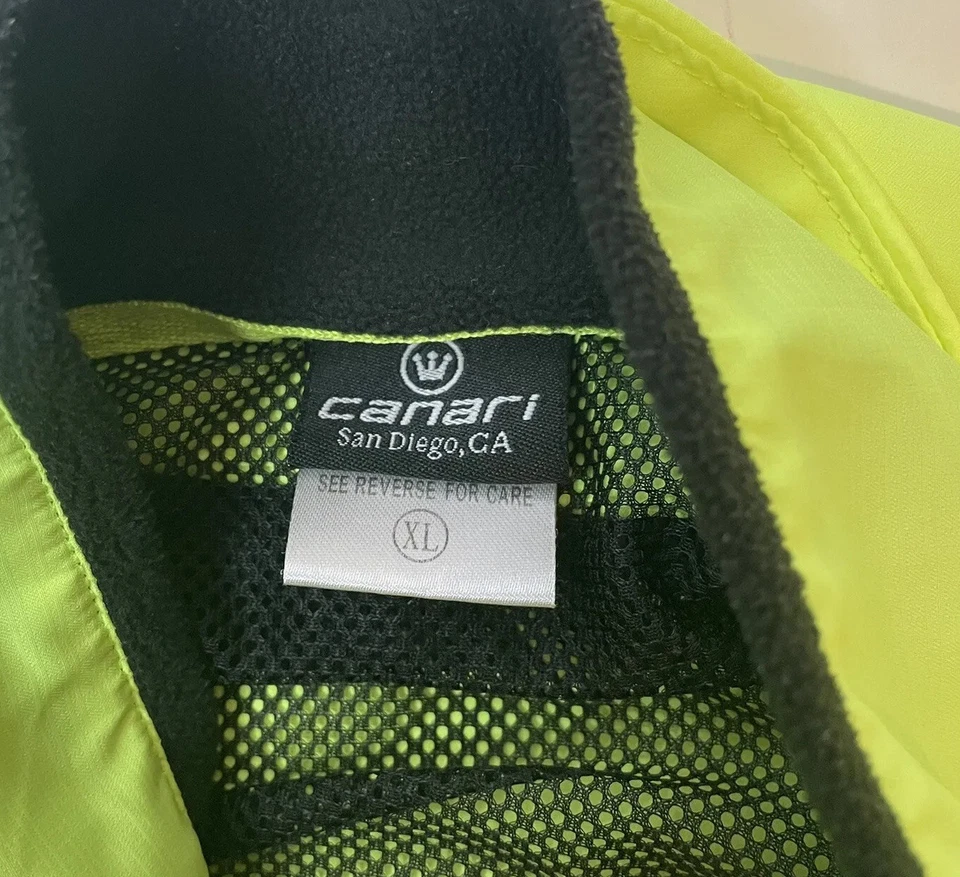 canari
San Diego, CA
SEE REVERSE FOR CARE
XL